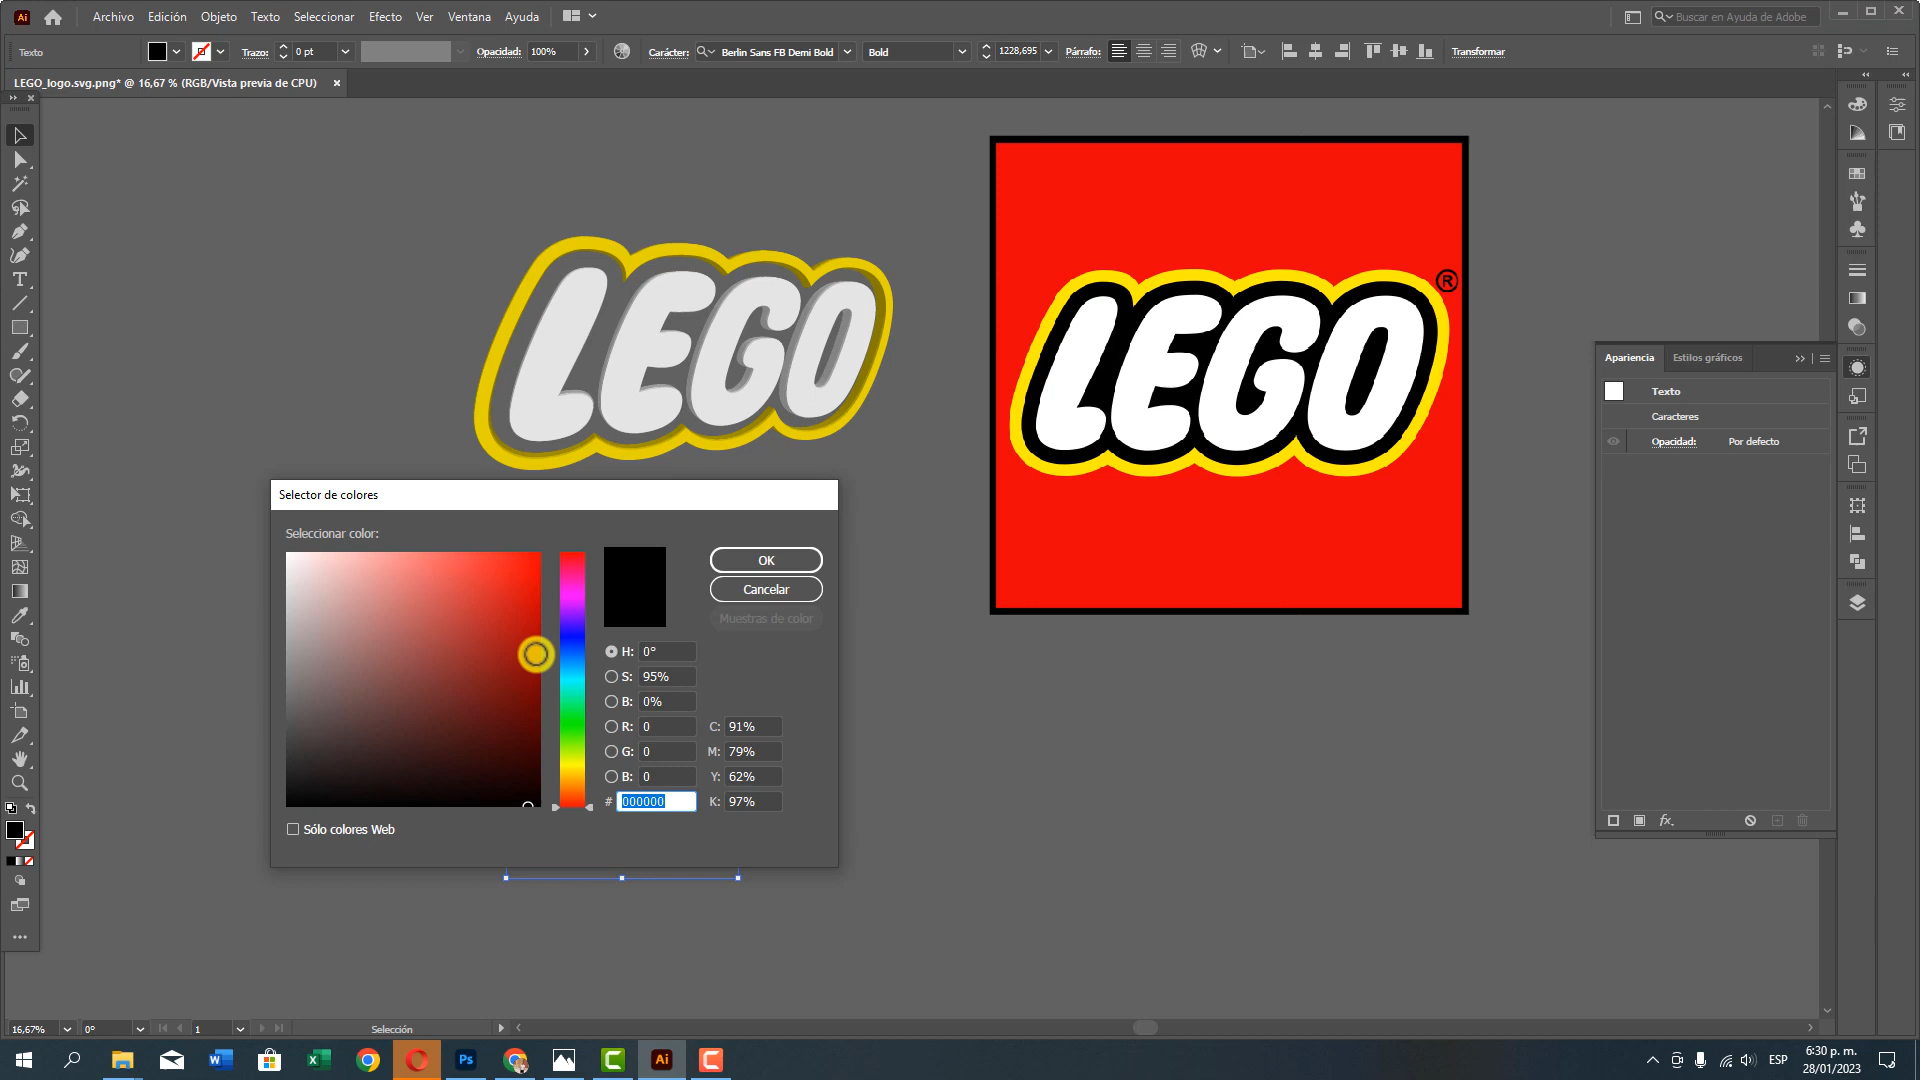 Ai Archivo Edición Objeto Texto Seleccionar Efecto Ver Ventana Ayuda Buscar en Ayuda de Adobe
Texto Trazo: 0 pt Opacidad: 100% Carácter: Berlin Sans FB Demi Bold Bold 1228,695 Párrafo: Transformar
LEGO_logo.svg.png* @ 16,67 % (RGB/Vista previa de CPU)
LEGO
LEGO®
Apariencia Estilos gráficos
Texto
Caracteres
Opacidad: Por defecto
fx.
Selector de colores
Seleccionar color:
OK
Cancelar
Muestras de color
H: 0°
S: 95%
B: 0%
R: 0 C: 91%
G: 0 M: 79%
B: 0 Y: 62%
# 000000 K: 97%
Sólo colores Web
16,67% 0° 1 Selección
Ps Ai
ESP
6:30 p. m.
28/01/2023